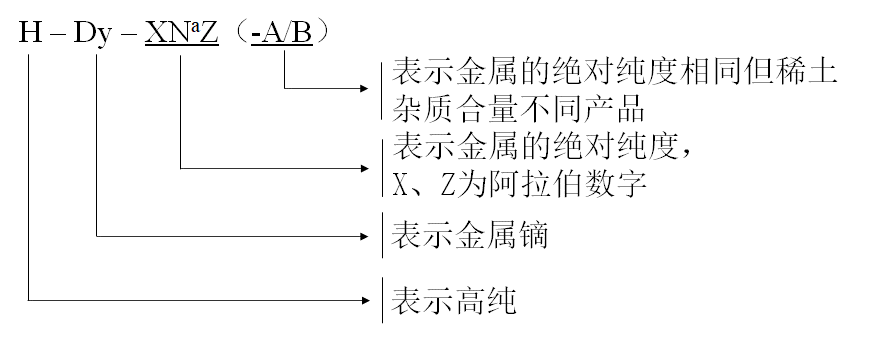 H – Dy – XNªZ（-A/B）
表示金属的绝对纯度相同但稀土
杂质合量不同产品
表示金属的绝对纯度，
X、Z为阿拉伯数字
表示金属镝
表示高纯